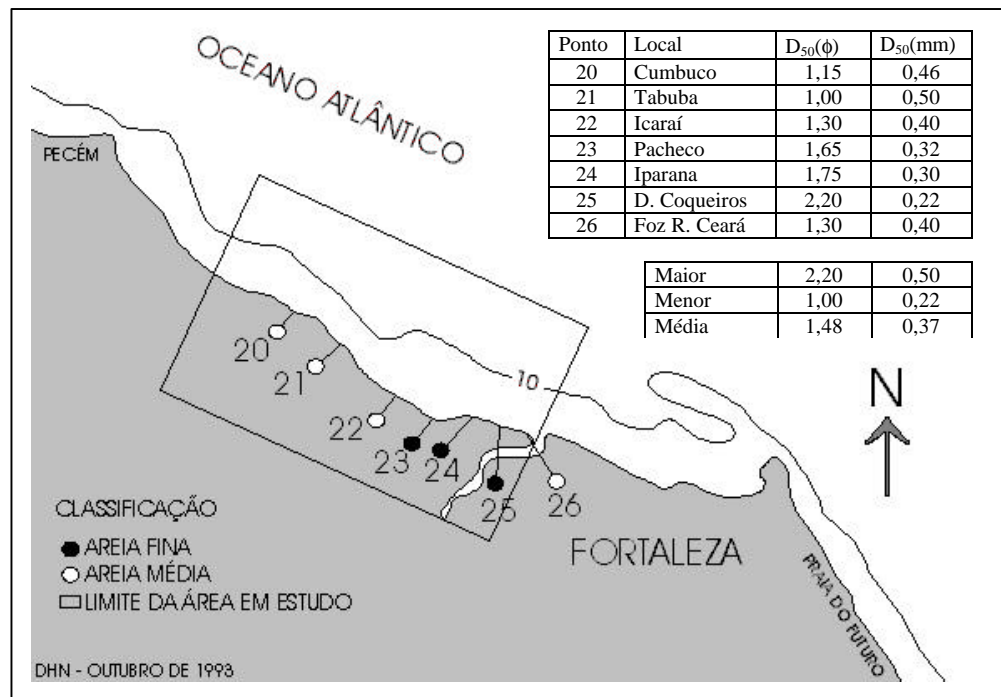 OCEANO ATLÂNTICO
Ponto Local D₅₀(ϕ) D₅₀(mm)
20 Cumbuco 1,15 0,46
21 Tabuba 1,00 0,50
22 Icaraí 1,30 0,40
23 Pacheco 1,65 0,32
24 Iparana 1,75 0,30
25 D. Coqueiros 2,20 0,22
26 Foz R. Ceará 1,30 0,40
Maior 2,20 0,50
Menor 1,00 0,22
Média 1,48 0,37
PECÉM
20
21
22
23
24
25
26
10
N
FORTALEZA
PRAIA DO FUTURO
CLASSIFICAÇÃO
AREIA FINA
AREIA MÉDIA
LIMITE DA ÁREA EM ESTUDO
DHN - OUTUBRO DE 1993